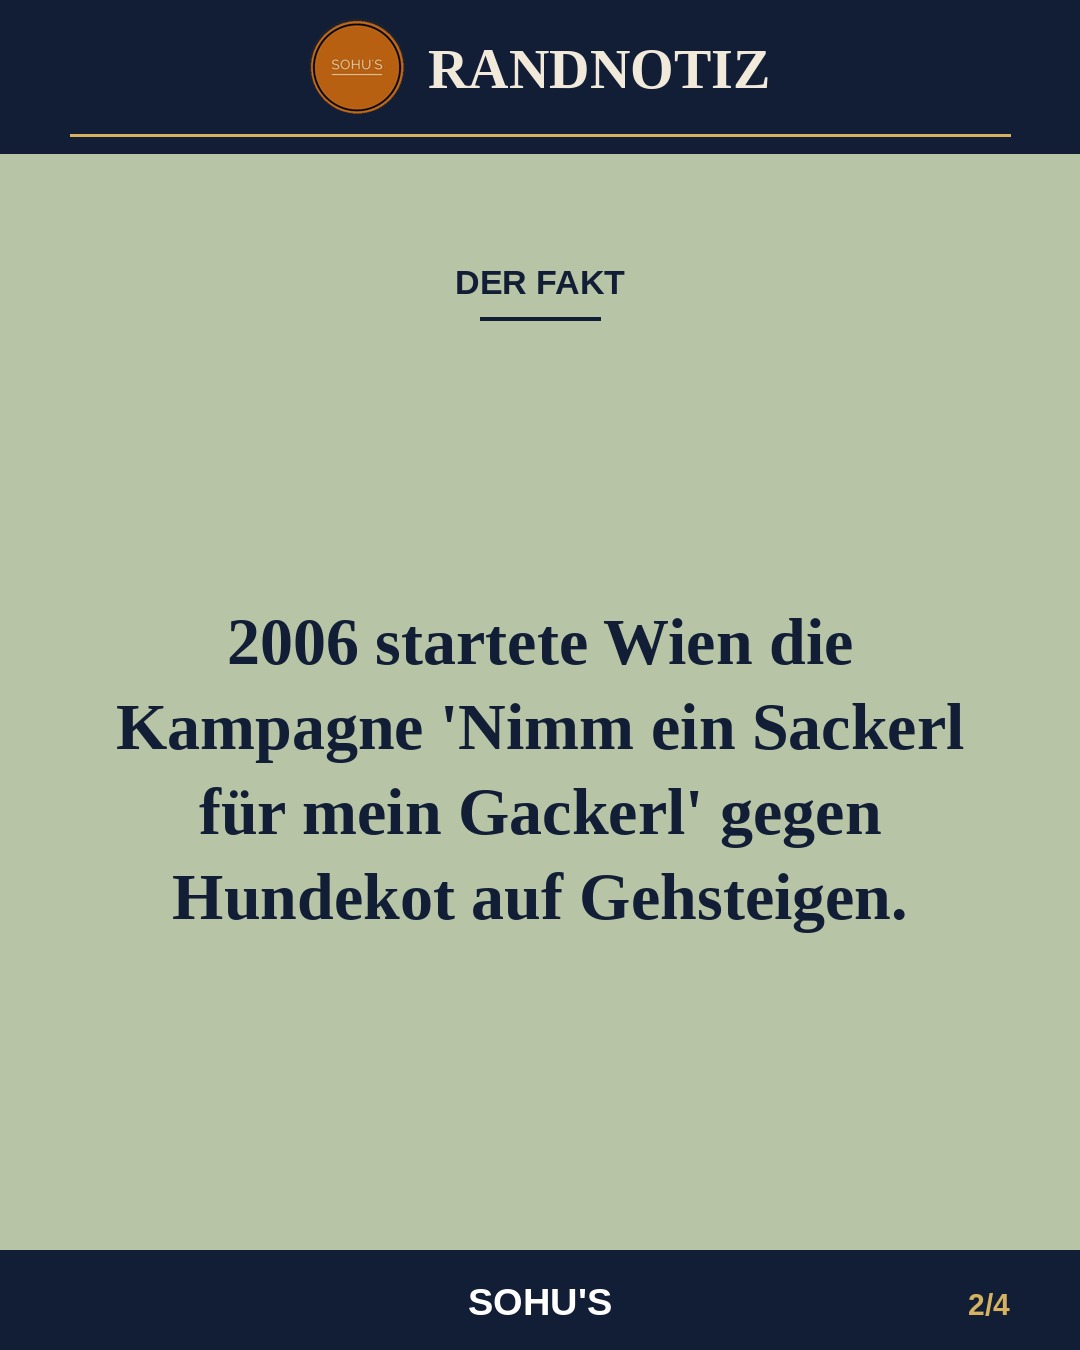 SOHU'S
RANDNOTIZ
DER FAKT
2006 startete Wien die
Kampagne 'Nimm ein Sackerl
für mein Gackerl' gegen
Hundekot auf Gehsteigen.
SOHU'S
2/4